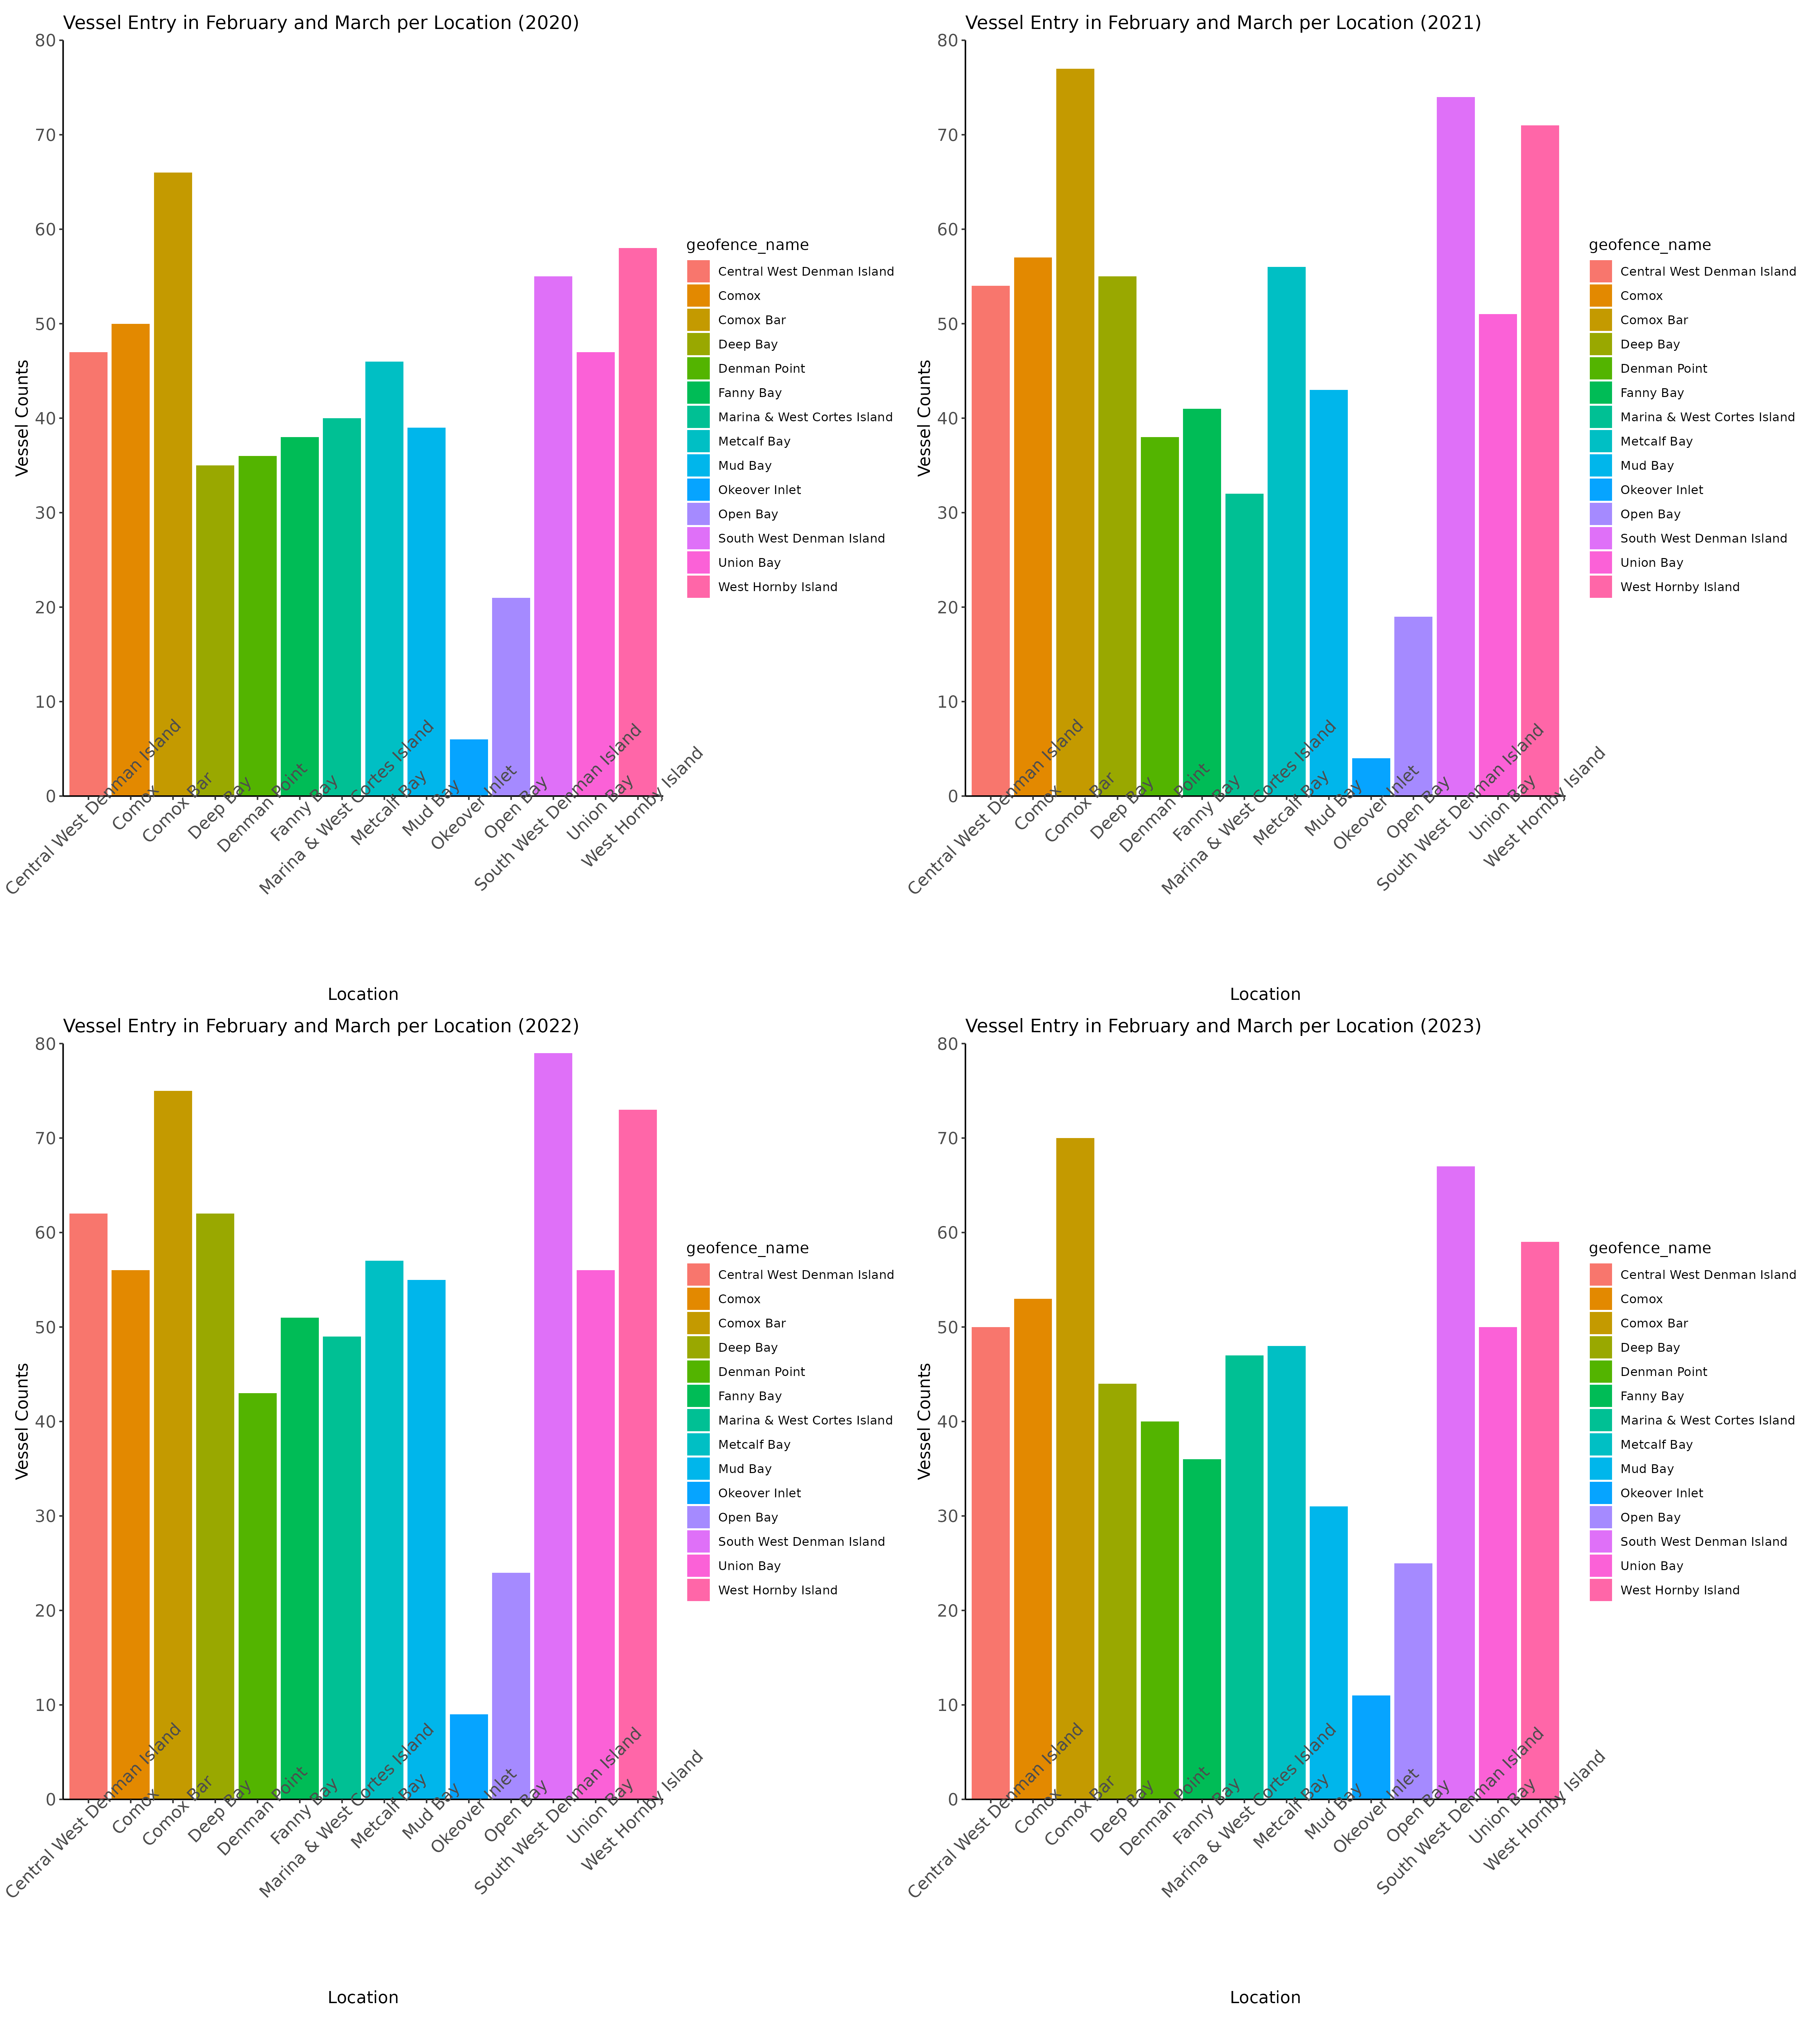 Vessel Entry in February and March per Location (2020)
Vessel Counts
80
70
60
50
40
30
20
10
0
Central West Denman Island
Comox
Comox Bar
Deep Bay
Denman Point
Fanny Bay
Marina & West Cortes Island
Metcalf Bay
Mud Bay
Okeover Inlet
Open Bay
South West Denman Island
Union Bay
West Hornby Island
Location
geofence_name
Central West Denman Island
Comox
Comox Bar
Deep Bay
Denman Point
Fanny Bay
Marina & West Cortes Island
Metcalf Bay
Mud Bay
Okeover Inlet
Open Bay
South West Denman Island
Union Bay
West Hornby Island
Vessel Entry in February and March per Location (2021)
Vessel Counts
80
70
60
50
40
30
20
10
0
Central West Denman Island
Comox
Comox Bar
Deep Bay
Denman Point
Fanny Bay
Marina & West Cortes Island
Metcalf Bay
Mud Bay
Okeover Inlet
Open Bay
South West Denman Island
Union Bay
West Hornby Island
Location
geofence_name
Central West Denman Island
Comox
Comox Bar
Deep Bay
Denman Point
Fanny Bay
Marina & West Cortes Island
Metcalf Bay
Mud Bay
Okeover Inlet
Open Bay
South West Denman Island
Union Bay
West Hornby Island
Vessel Entry in February and March per Location (2022)
Vessel Counts
80
70
60
50
40
30
20
10
0
Central West Denman Island
Comox
Comox Bar
Deep Bay
Denman Point
Fanny Bay
Marina & West Cortes Island
Metcalf Bay
Mud Bay
Okeover Inlet
Open Bay
South West Denman Island
Union Bay
West Hornby Island
Location
geofence_name
Central West Denman Island
Comox
Comox Bar
Deep Bay
Denman Point
Fanny Bay
Marina & West Cortes Island
Metcalf Bay
Mud Bay
Okeover Inlet
Open Bay
South West Denman Island
Union Bay
West Hornby Island
Vessel Entry in February and March per Location (2023)
Vessel Counts
80
70
60
50
40
30
20
10
0
Central West Denman Island
Comox
Comox Bar
Deep Bay
Denman Point
Fanny Bay
Marina & West Cortes Island
Metcalf Bay
Mud Bay
Okeover Inlet
Open Bay
South West Denman Island
Union Bay
West Hornby Island
Location
geofence_name
Central West Denman Island
Comox
Comox Bar
Deep Bay
Denman Point
Fanny Bay
Marina & West Cortes Island
Metcalf Bay
Mud Bay
Okeover Inlet
Open Bay
South West Denman Island
Union Bay
West Hornby Island